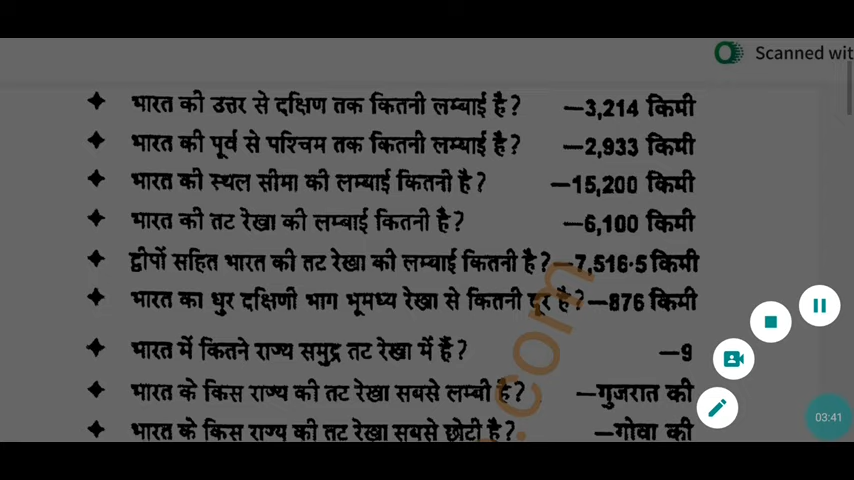 Scanned wit
✦ भारत की उत्तर से दक्षिण तक कितनी लम्बाई है? –3,214 किमी
✦ भारत की पूर्व से पश्चिम तक कितनी लम्बाई है? –2,933 किमी
✦ भारत की स्थल सीमा की लम्बाई कितनी है? –15,200 किमी
✦ भारत की तट रेखा की लम्बाई कितनी है? –6,100 किमी
✦ द्वीपों सहित भारत की तट रेखा की लम्बाई कितनी है? –7,516·5 किमी
✦ भारत का धुर दक्षिणी भाग भूमध्य रेखा से कितनी दूर है? –876 किमी
✦ भारत में कितने राज्य समुद्र तट रेखा में हैं? –9
✦ भारत के किस राज्य की तट रेखा सबसे लम्बी है? –गुजरात की
✦ भारत के किस राज्य की तट रेखा सबसे छोटी है? –गोवा की
.com
03:41